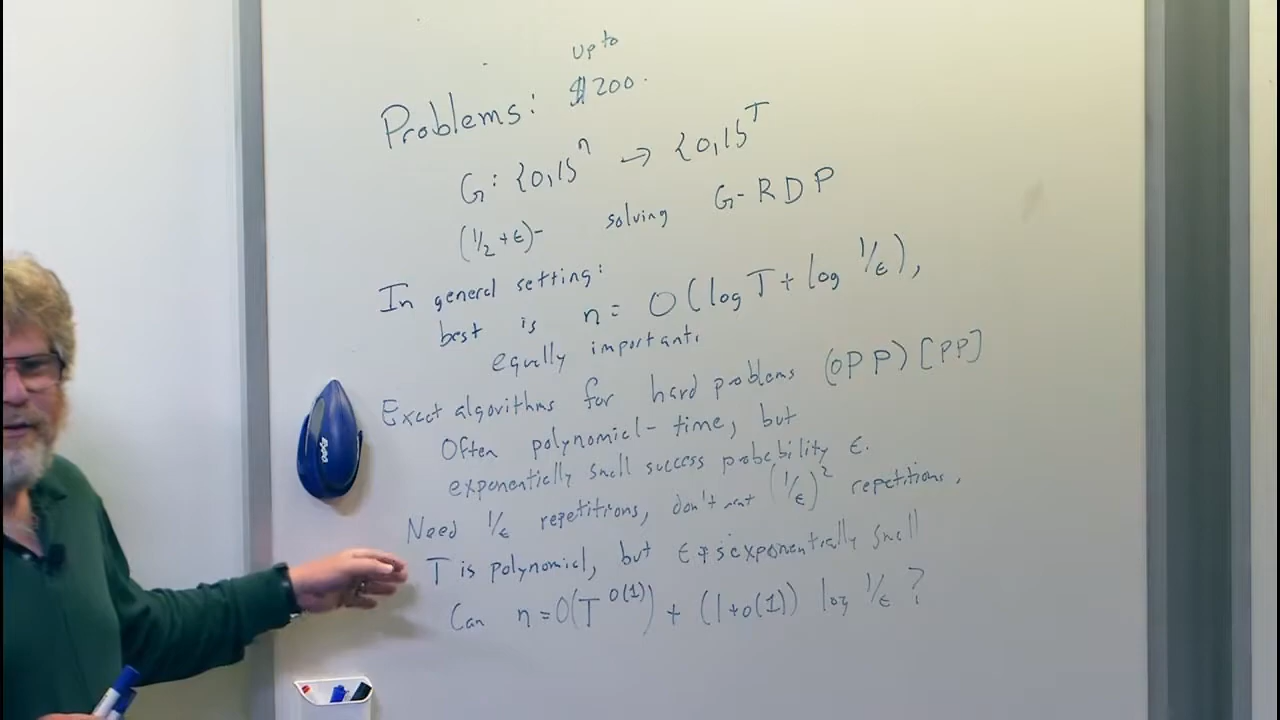 up to
Problems: $200.
G: {0,1}^n → {0,1}^T
(1/2 + ε)- solving G-RDP
In general setting:
best is n = O(log T + log 1/ε),
equally important.
Exact algorithms for hard problems (OPP) [PP]
Often polynomial-time, but
exponentially small success probability ε.
Need 1/ε repetitions, don't want (1/ε)^2 repetitions.
T is polynomial, but ε is exponentially small
Can n = O(T^{o(1)}) + (1+o(1)) log 1/ε ?
EXPO